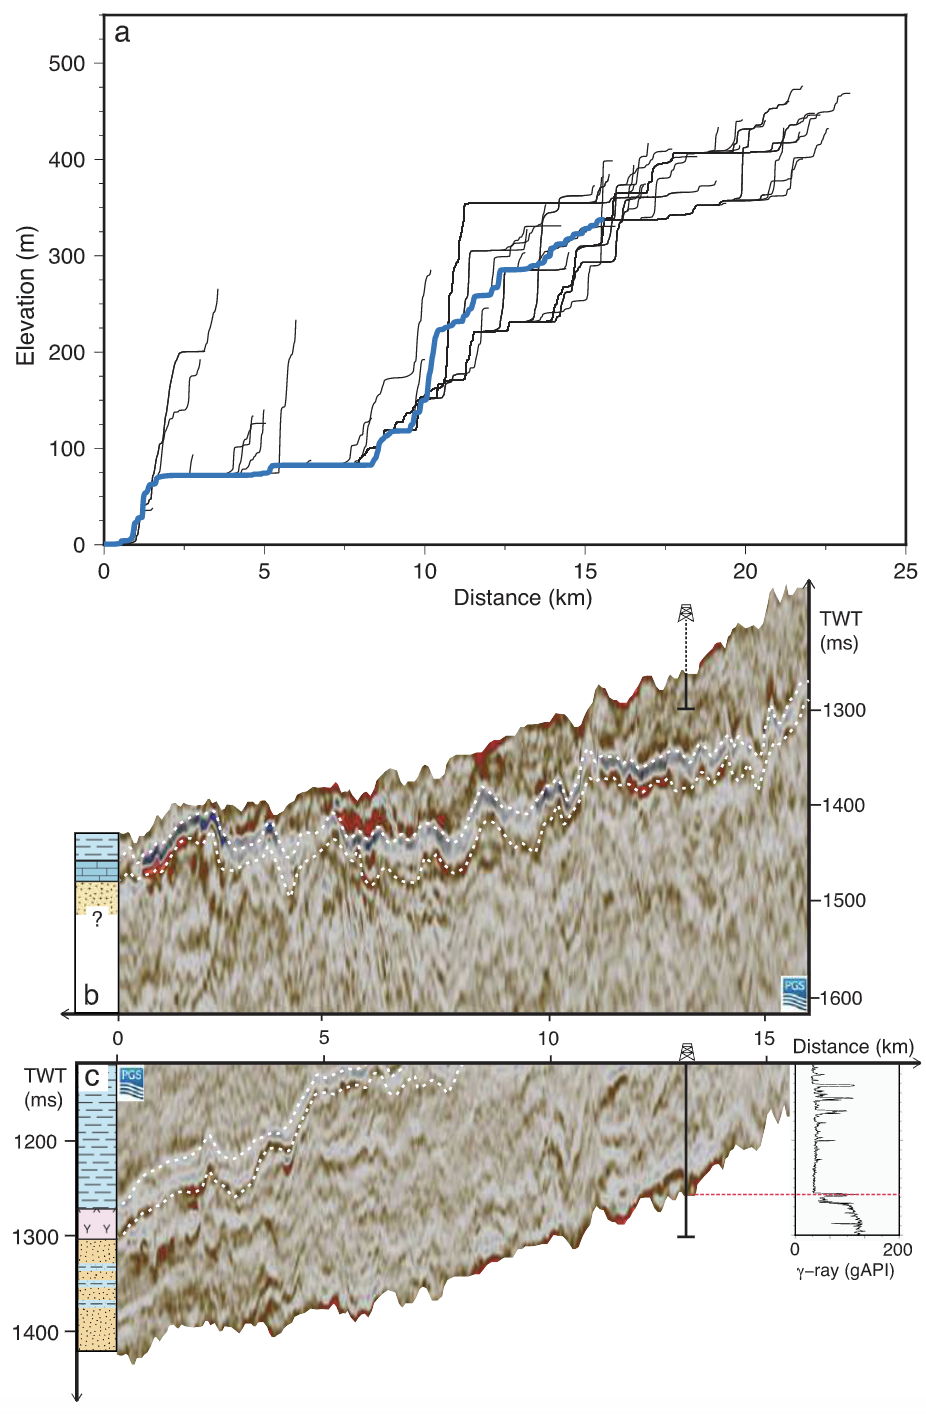 a
500
400
300
200
100
0
Elevation (m)
0 5 10 15 20 25
Distance (km)
TWT
(ms)
1300
1400
1500
1600
?
b
PGS
0 5 10 15
Distance (km)
TWT
(ms)
c
PGS
1200
1300
1400
Y Y
0 200
γ-ray (gAPI)